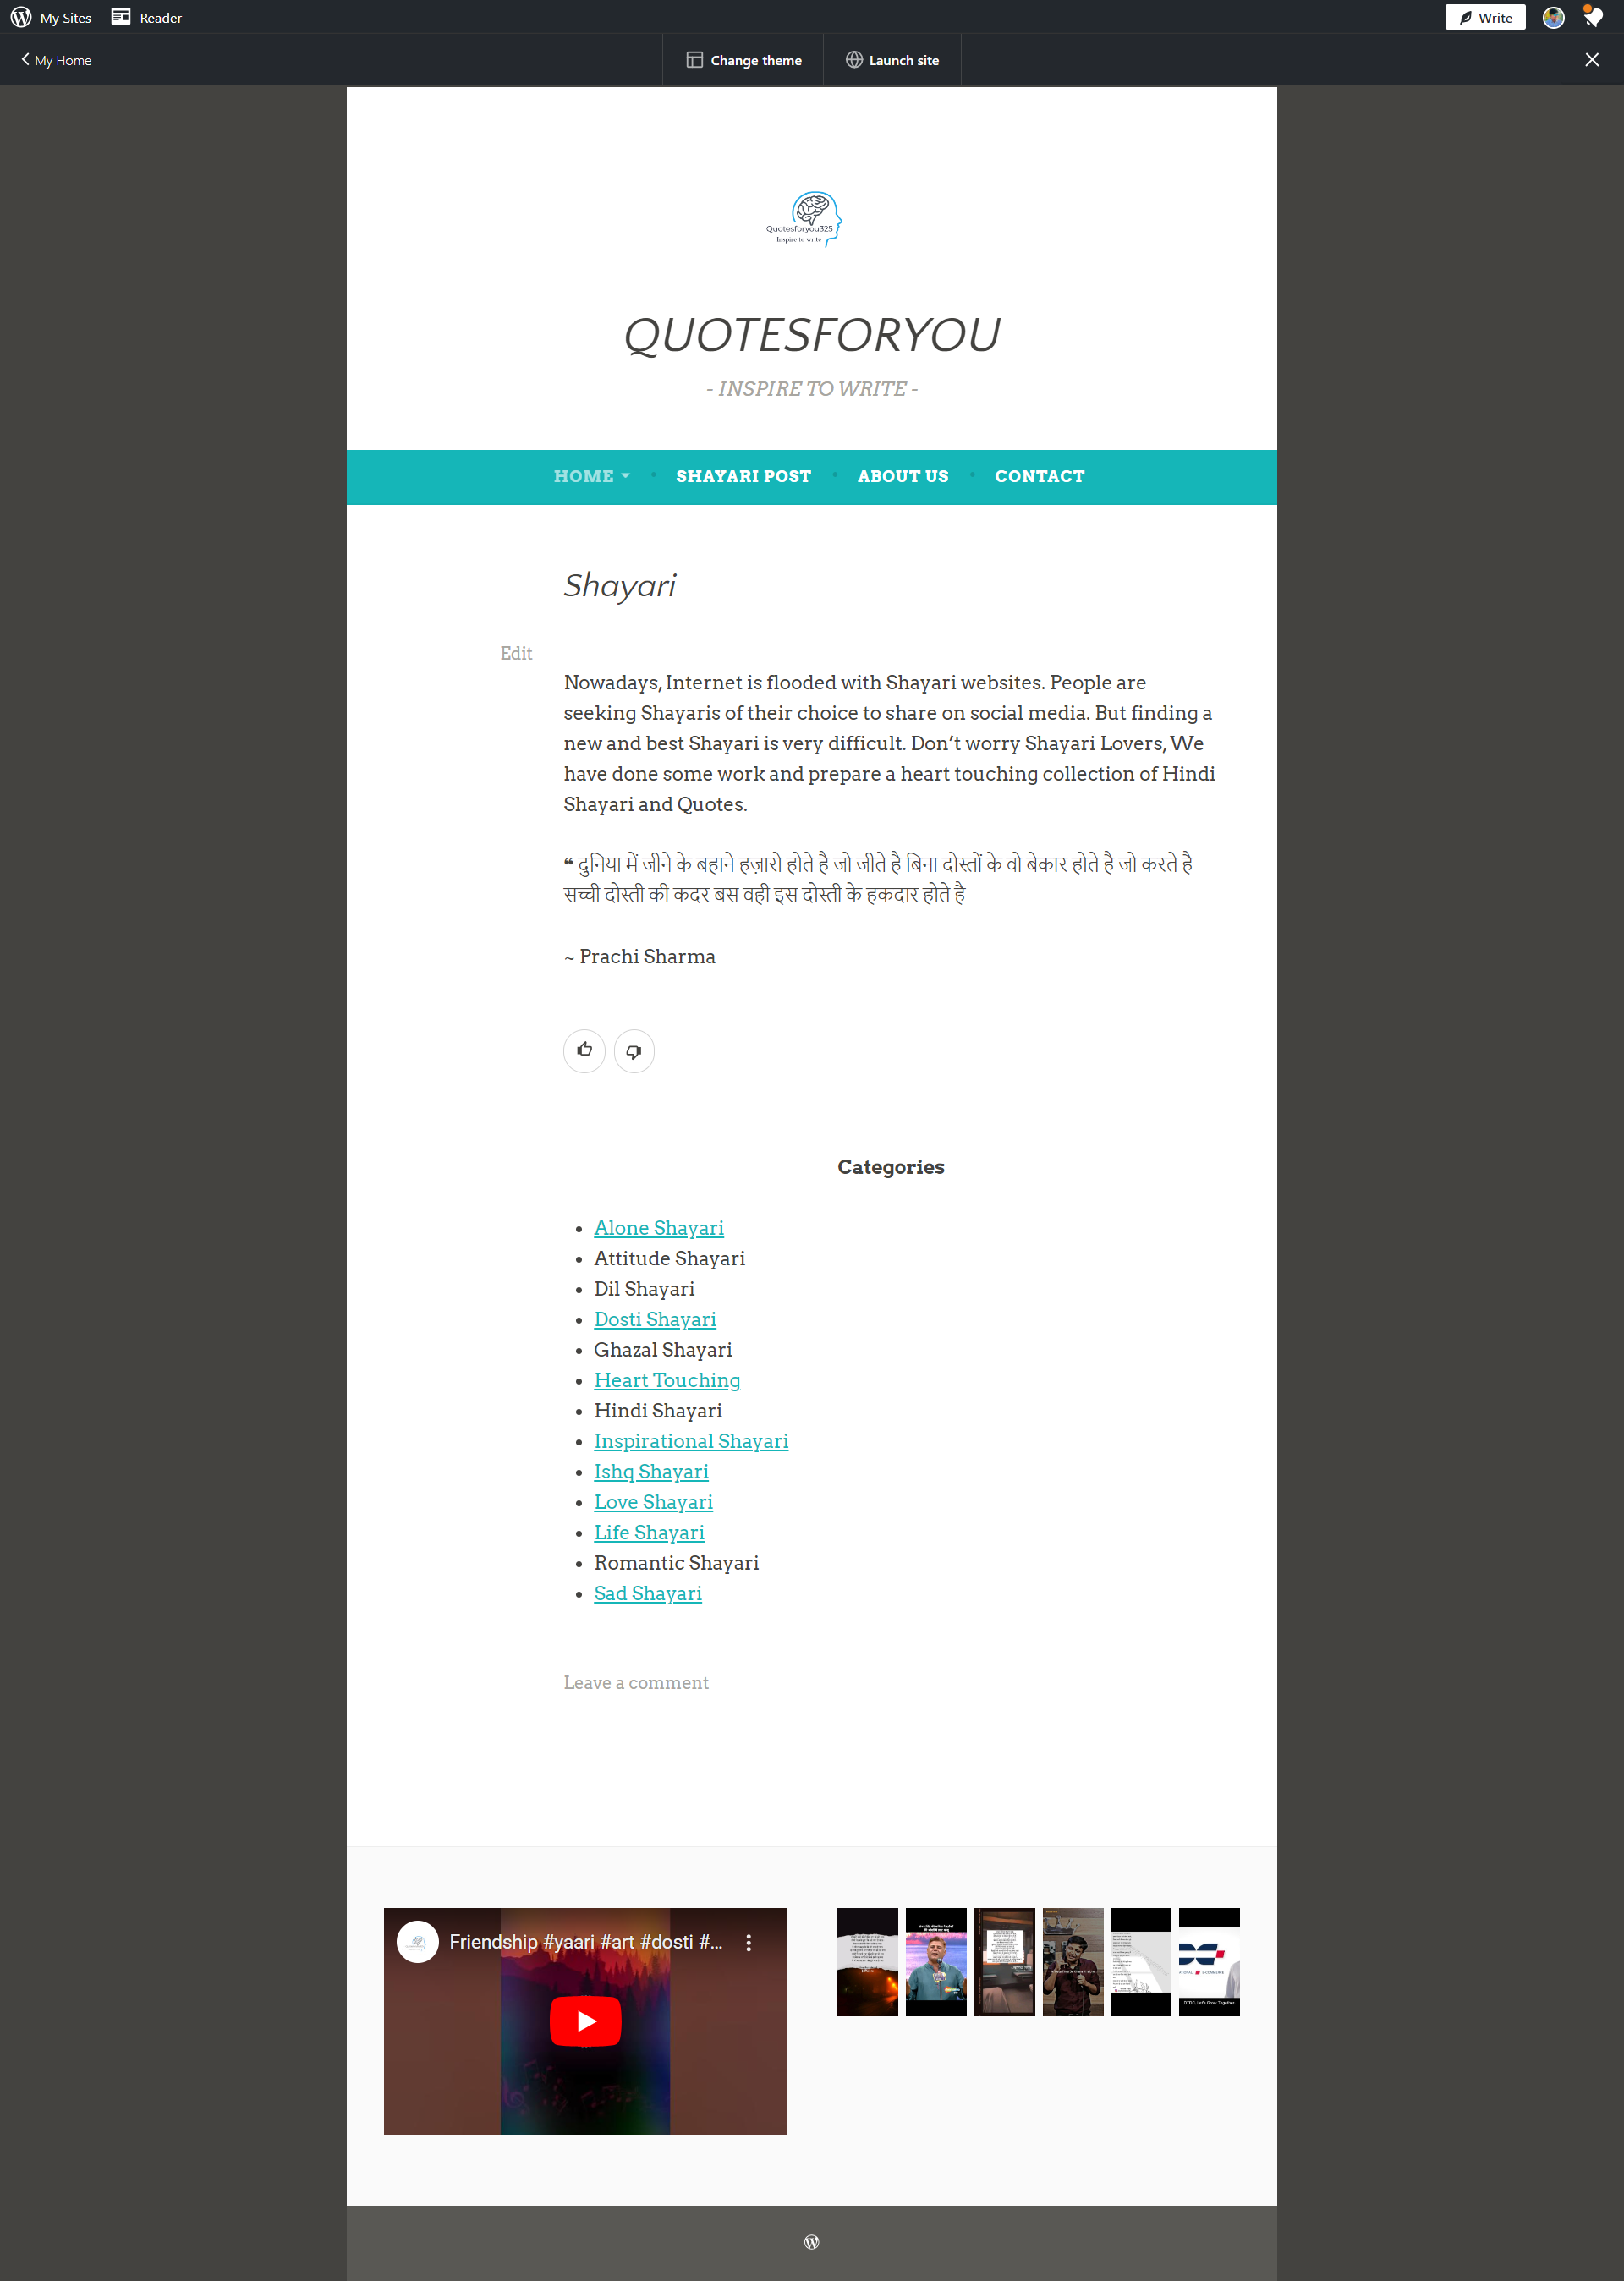 My Sites
Reader
Write
My Home
Change theme
Launch site
Quotesforyou325
Inspire to write
QUOTESFORYOU
- INSPIRE TO WRITE -
HOME
SHAYARI POST
ABOUT US
CONTACT
Shayari
Edit
Nowadays, Internet is flooded with Shayari websites. People are
seeking Shayaris of their choice to share on social media. But finding a
new and best Shayari is very difficult. Don’t worry Shayari Lovers, We
have done some work and prepare a heart touching collection of Hindi
Shayari and Quotes.
❝ दुनिया में जीने के बहाने हज़ारो होते है जो जीते है बिना दोस्तों के वो बेकार होते है जो करते है
सच्ची दोस्ती की कदर बस वही इस दोस्ती के हकदार होते है
~ Prachi Sharma
Categories
Alone Shayari
Attitude Shayari
Dil Shayari
Dosti Shayari
Ghazal Shayari
Heart Touching
Hindi Shayari
Inspirational Shayari
Ishq Shayari
Love Shayari
Life Shayari
Romantic Shayari
Sad Shayari
Leave a comment
Friendship #yaari #art #dosti #...